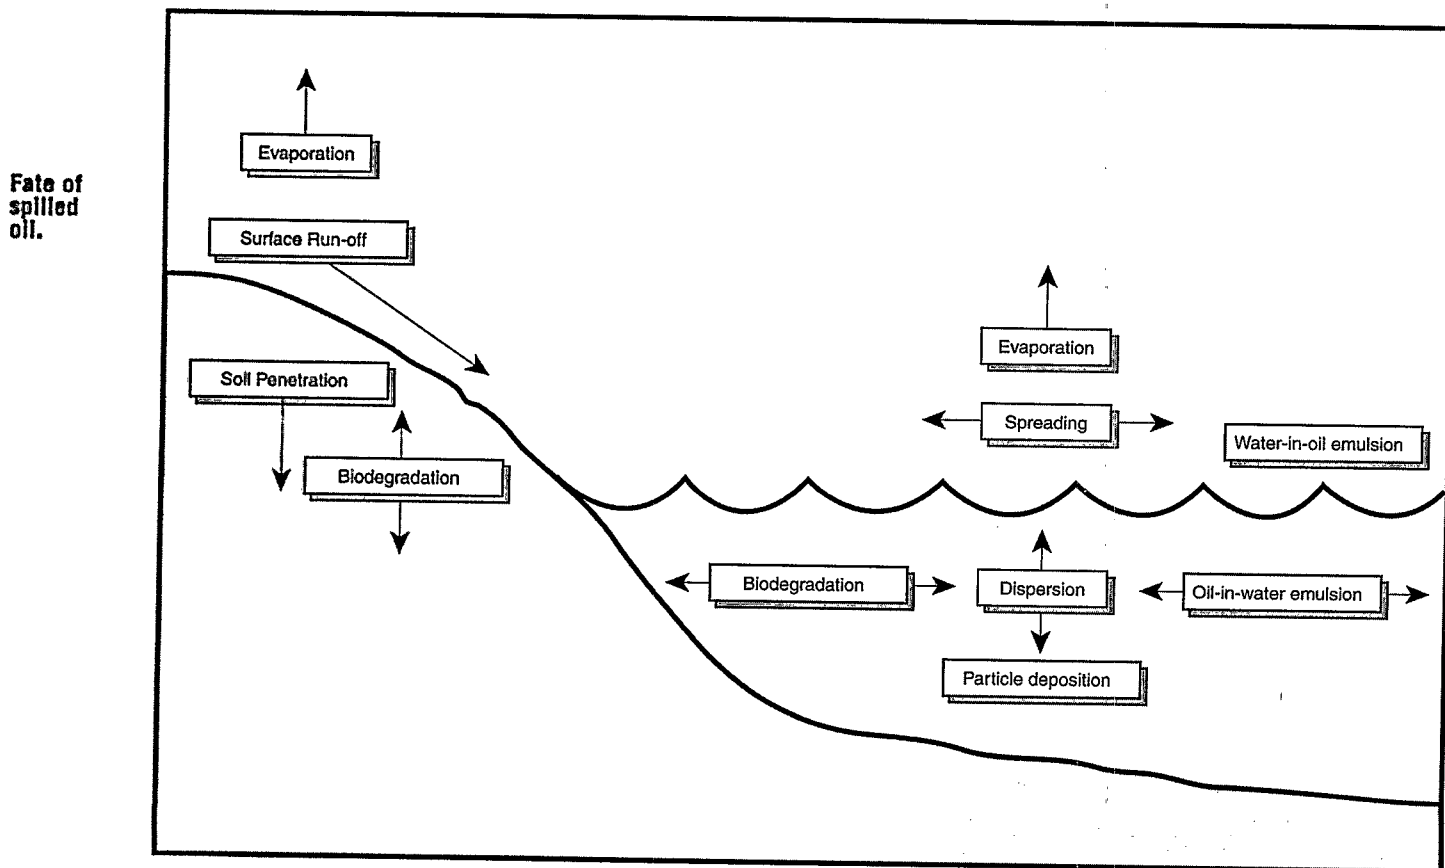 Fate of
spilled
oil.
Evaporation
Surface Run-off
Soil Penetration
Biodegradation
Evaporation
Spreading
Water-in-oil emulsion
Biodegradation
Dispersion
Oil-in-water emulsion
Particle deposition